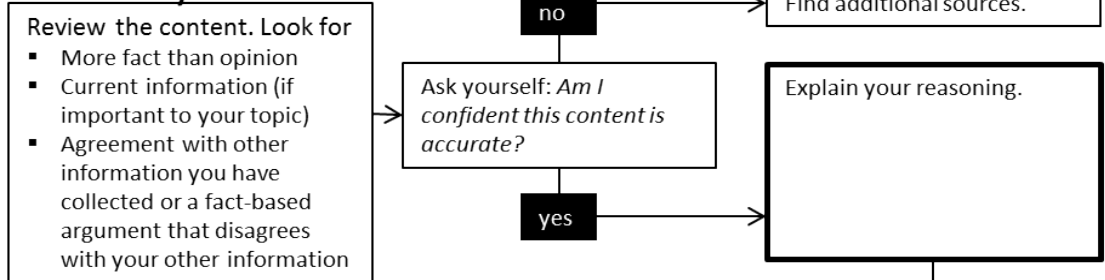 Review the content. Look for
▪ More fact than opinion
▪ Current information (if
important to your topic)
▪ Agreement with other
information you have
collected or a fact-based
argument that disagrees
with your other information
no
Find additional sources.
Ask yourself: Am I
confident this content is
accurate?
yes
Explain your reasoning.